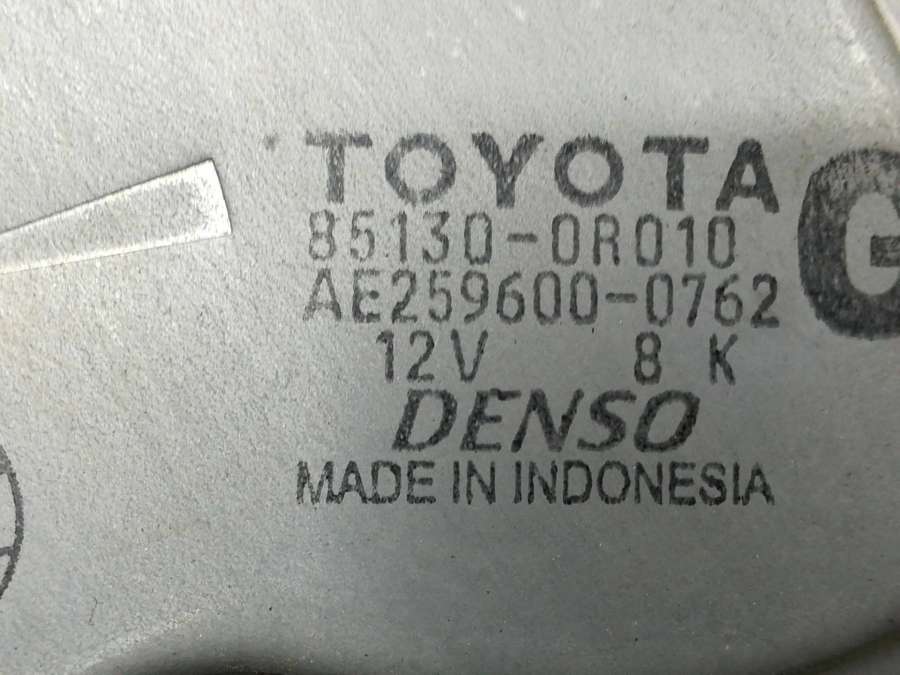 TOYOTA
G
85130-0R010
AE259600-0762
12V 8 K
DENSO
MADE IN INDONESIA